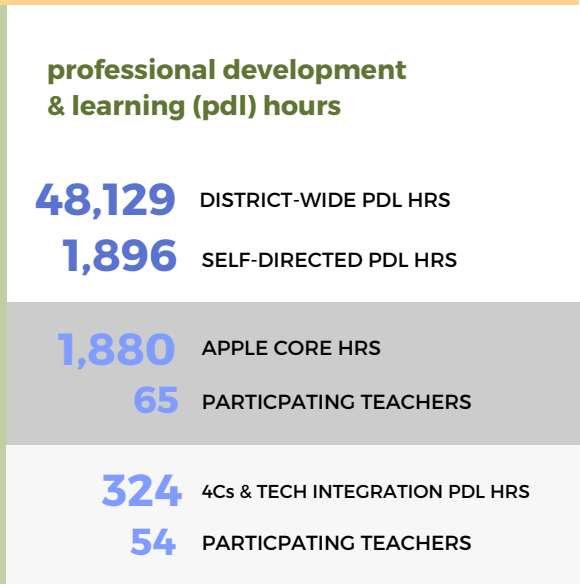 professional development
& learning (pdl) hours
48,129 DISTRICT-WIDE PDL HRS
1,896 SELF-DIRECTED PDL HRS
1,880 APPLE CORE HRS
65 PARTICPATING TEACHERS
324 4Cs & TECH INTEGRATION PDL HRS
54 PARTICPATING TEACHERS